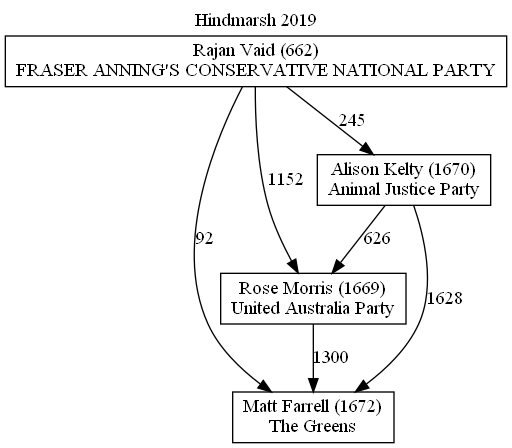 Hindmarsh 2019
Rajan Vaid (662)
FRASER ANNING'S CONSERVATIVE NATIONAL PARTY
245
Alison Kelty (1670)
Animal Justice Party
1152
92
626
Rose Morris (1669)
United Australia Party
1628
1300
Matt Farrell (1672)
The Greens